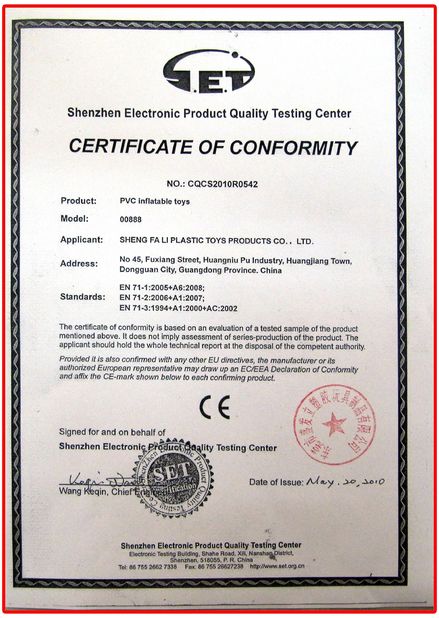 S.E.T
Shenzhen Electronic Product Quality Testing Center
CERTIFICATE OF CONFORMITY
NO.: CQCS2010R0542
Product: PVC inflatable toys
Model: 00888
Applicant: SHENG FA LI PLASTIC TOYS PRODUCTS CO., LTD.
Address: No 45, Fuxiang Street, Huangniu Pu Industry, Huangjiang Town,
Dongguan City, Guangdong Province. China
Standards: EN 71-1:2005+A6:2008;
EN 71-2:2006+A1:2007;
EN 71-3:1994+A1:2000+AC:2002
The certificate of conformity is based on an evaluation of a tested sample of the product
mentioned above. It does not imply assessment of series-production of the product. The
applicant should hold the whole technical report at the disposal of the competent authority.
Provided it is also confirmed with any other EU directives, the manufacturer or its
authorized European representative may draw up an EC/EEA Declaration of Conformity
and affix the CE-mark shown below to each confirming product.
CE
Signed for and on behalf of
Shenzhen Electronic Product Quality Testing Center
SET
Wang Keqin, Chief Engineer
Date of Issue: May. 20, 2010
Shenzhen Electronic Product Quality Testing Center
Electronic Testing Building, Shahe Road, Xili, Nanshan District,
Shenzhen, 518055, P. R. China
Tel: 86 755 2662 7338 Fax: 86 755 26627238 http://www.set.org.cn